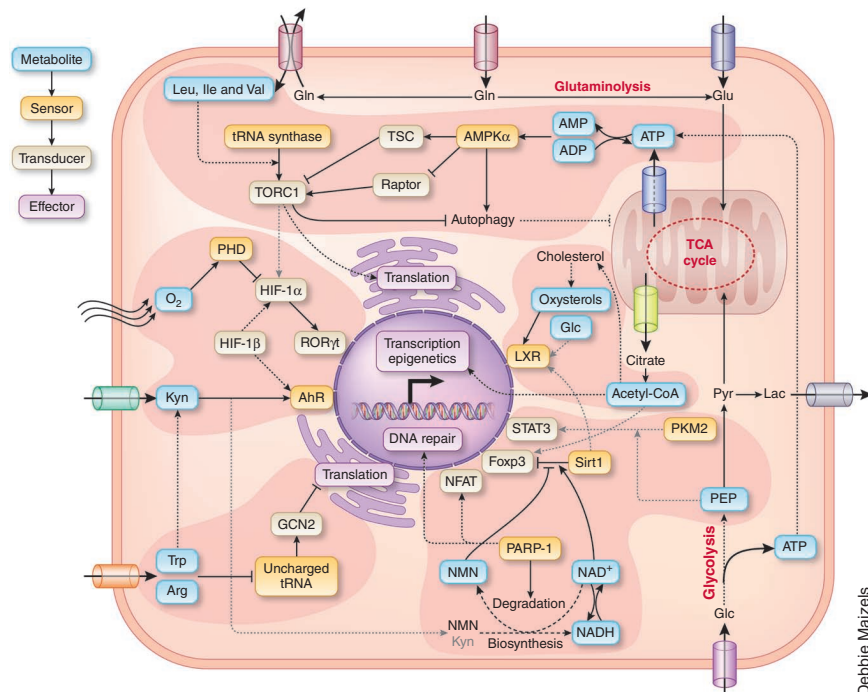 Metabolite
Sensor
Transducer
Effector
Leu, Ile and Val
Gln
Gln
Glutaminolysis
Glu
tRNA synthase
TSC
AMPKα
AMP
ADP
ATP
Raptor
TORC1
Autophagy
TCA
cycle
PHD
O2
HIF-1α
HIF-1β
RORγt
Translation
Cholesterol
Oxysterols
Glc
LXR
Citrate
Transcription
epigenetics
Acetyl-CoA
Pyr
Lac
Kyn
AhR
STAT3
PKM2
DNA repair
Foxp3
Sirt1
NFAT
PEP
Translation
GCN2
Trp
Arg
Uncharged
tRNA
PARP-1
NMN
NAD+
Degradation
Glycolysis
ATP
NMN
Kyn
Biosynthesis
NADH
Glc
Debbie Maizels